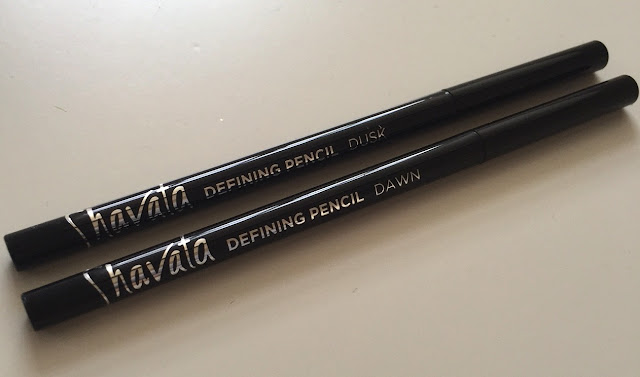 Shavata DEFINING PENCIL DUSK
Shavata DEFINING PENCIL DAWN